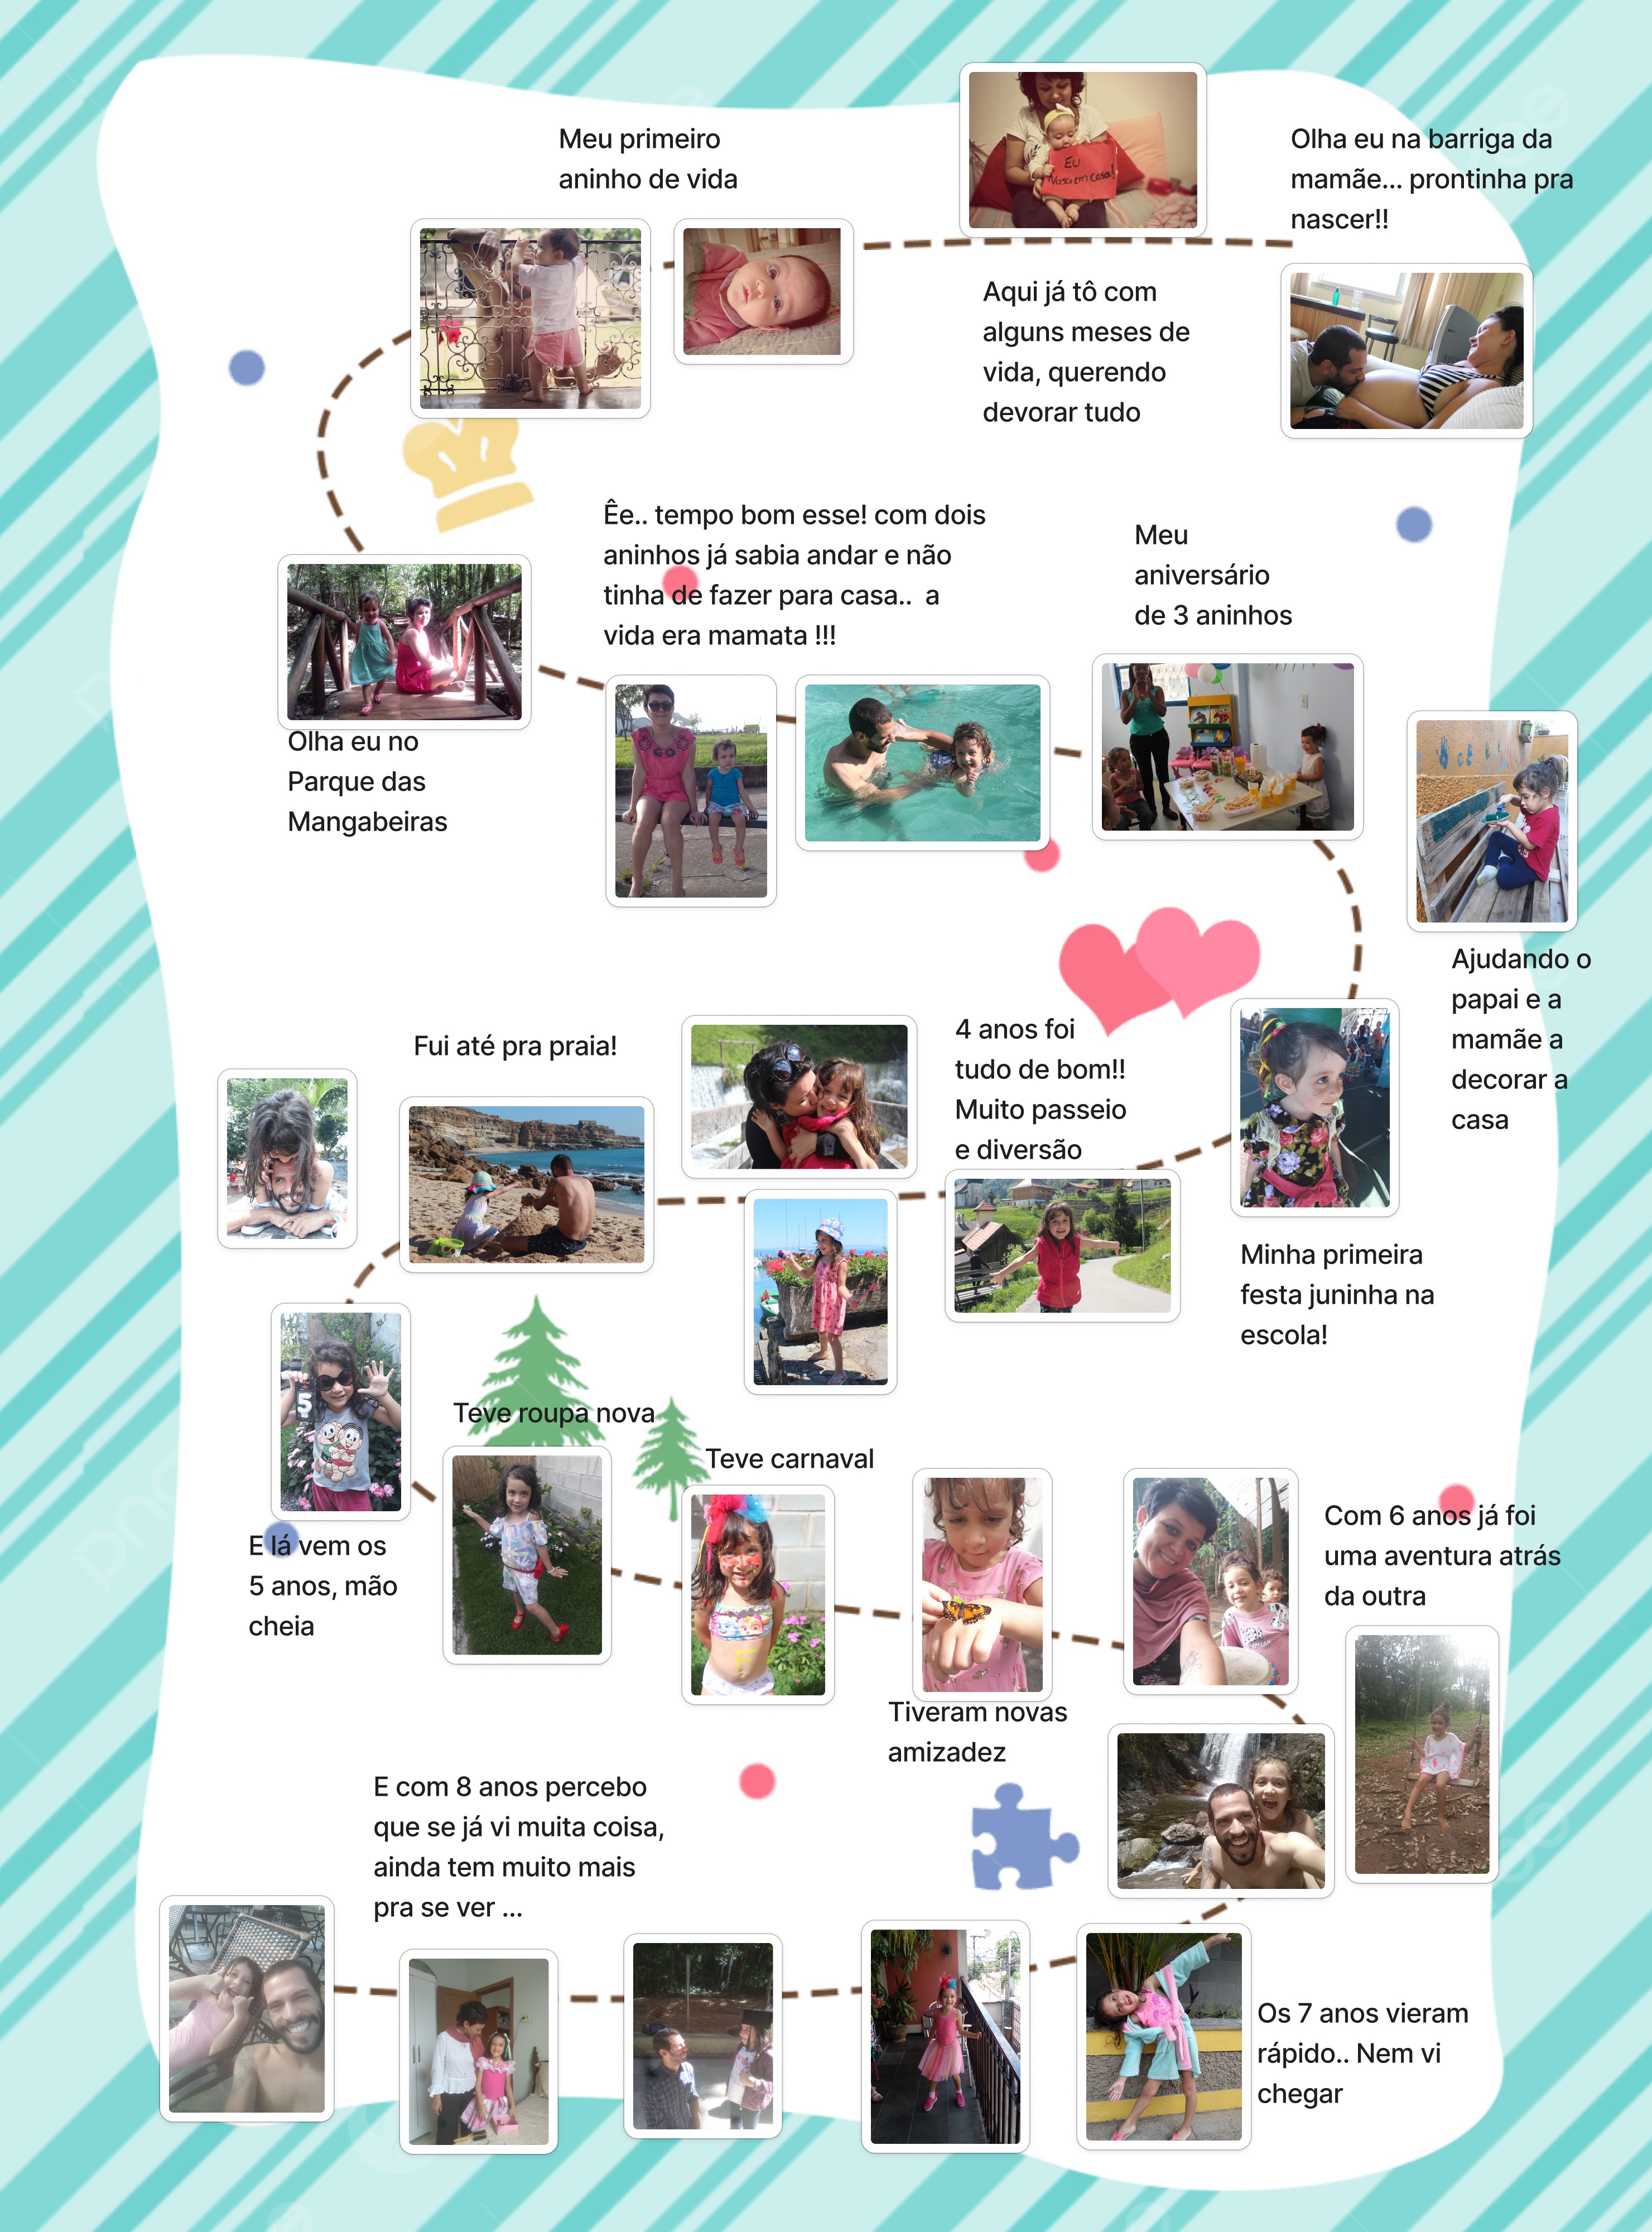 Olha eu na barriga da
mamãe... prontinha pra
nascer!!
Eu
Nasci em casa!
Aqui já tô com
alguns meses de
vida, querendo
devorar tudo
Meu primeiro
aninho de vida
Olha eu no
Parque das
Mangabeiras
Êe.. tempo bom esse! com dois
aninhos já sabia andar e não
tinha de fazer para casa..  a
vida era mamata !!!
Meu
aniversário
de 3 aninhos
Ajudando o
papai e a
mamãe a
decorar a
casa
Minha primeira
festa juninha na
escola!
4 anos foi
tudo de bom!!
Muito passeio
e diversão
Fui até pra praia!
5
E lá vem os
5 anos, mão
cheia
Teve roupa nova
Teve carnaval
Tiveram novas
amizadez
Com 6 anos já foi
uma aventura atrás
da outra
Os 7 anos vieram
rápido.. Nem vi
chegar
E com 8 anos percebo
que se já vi muita coisa,
ainda tem muito mais
pra se ver ...